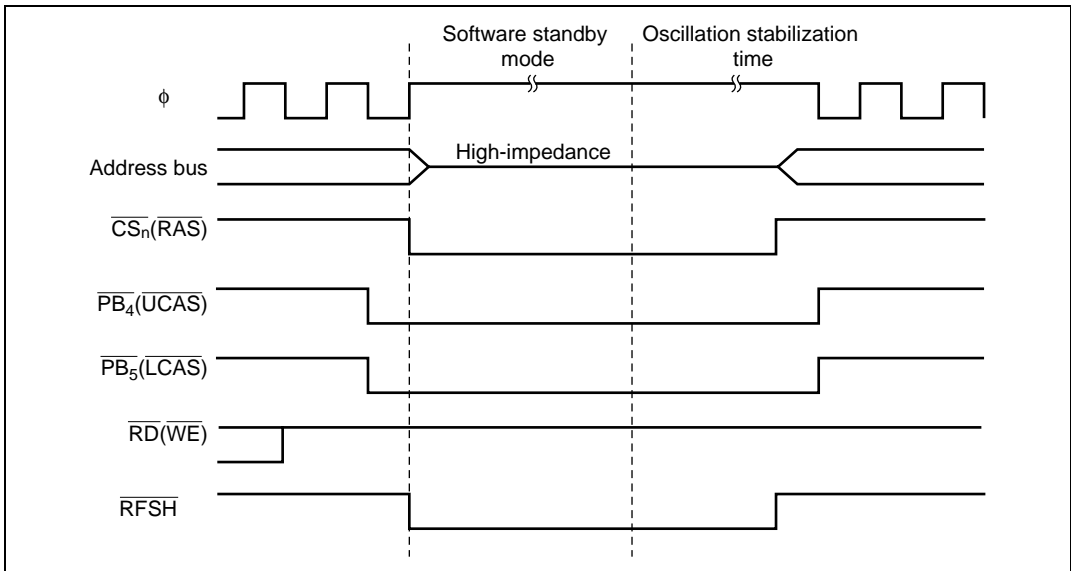 Software standby
mode
Oscillation stabilization
time
φ
Address bus
High-impedance
CSn(RAS)
PB4(UCAS)
PB5(LCAS)
RD(WE)
RFSH